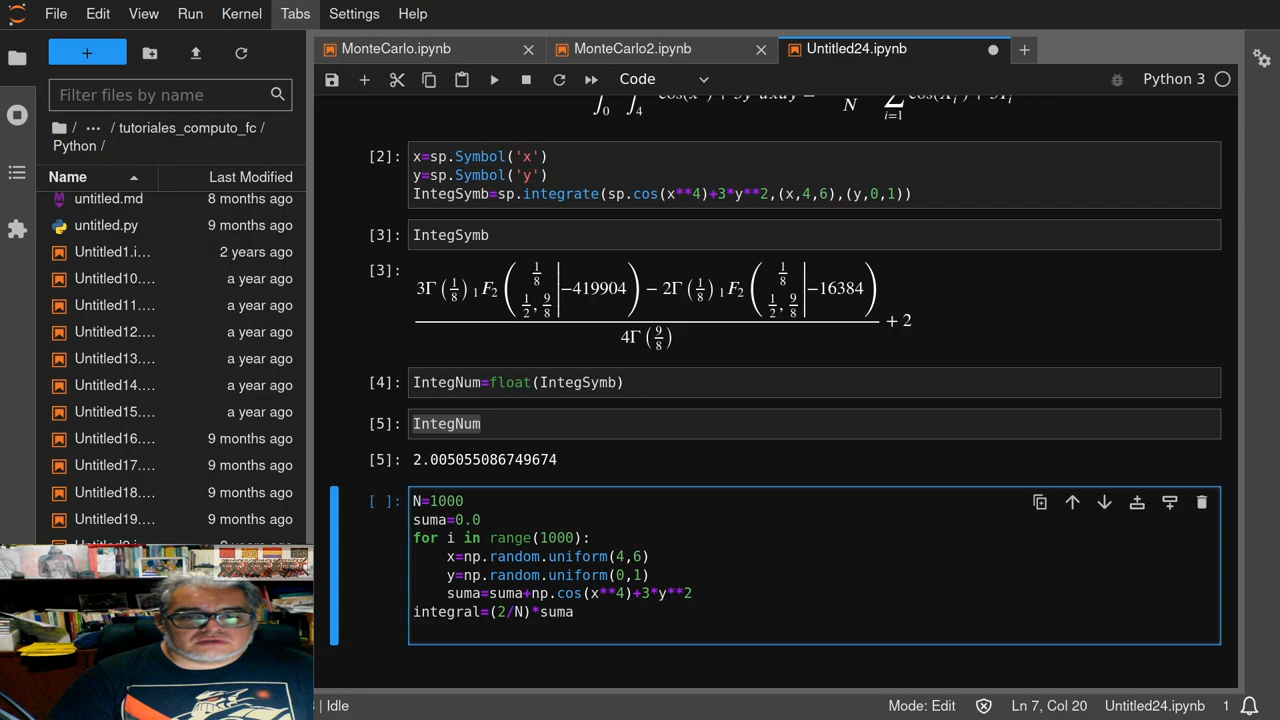 File Edit View Run Kernel Tabs Settings Help
MonteCarlo.ipynb MonteCarlo2.ipynb Untitled24.ipynb
Code Python 3
Filter files by name
/ ... / tutoriales_computo_fc /
Python /
Name Last Modified
untitled.md 8 months ago
untitled.py 9 months ago
Untitled1.i... 2 years ago
Untitled10.... a year ago
Untitled11.... a year ago
Untitled12.... a year ago
Untitled13.... a year ago
Untitled14.... a year ago
Untitled15.... a year ago
Untitled16.... 9 months ago
Untitled17.... 9 months ago
Untitled18.... 9 months ago
Untitled19.... 9 months ago
∫0 ∫4 N ∑ i=1
[2]: x=sp.Symbol('x')
y=sp.Symbol('y')
IntegSymb=sp.integrate(sp.cos(x**4)+3*y**2,(x,4,6),(y,0,1))
[3]: IntegSymb
[3]: 3Γ(1/8) 1F2(1/8; 1/2, 9/8 | −419904) − 2Γ(1/8) 1F2(1/8; 1/2, 9/8 | −16384)
4Γ(9/8) + 2
[4]: IntegNum=float(IntegSymb)
[5]: IntegNum
[5]: 2.005055086749674
[ ]: N=1000
suma=0.0
for i in range(1000):
x=np.random.uniform(4,6)
y=np.random.uniform(0,1)
suma=suma+np.cos(x**4)+3*y**2
integral=(2/N)*suma
| Idle Mode: Edit Ln 7, Col 20 Untitled24.ipynb 1